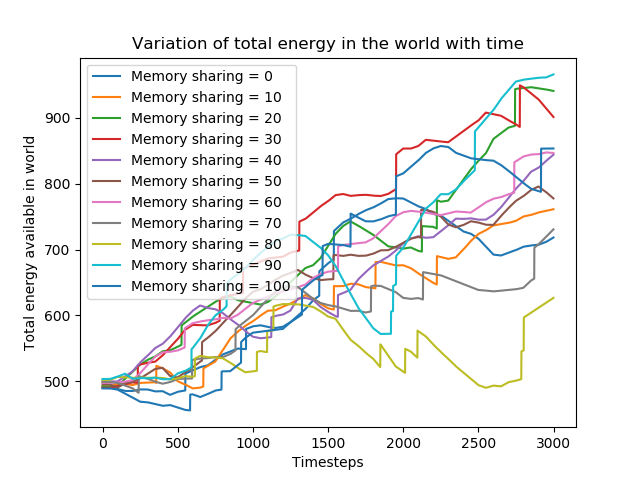 Variation of total energy in the world with time
Total energy available in world
900
800
700
600
500
Memory sharing = 0
Memory sharing = 10
Memory sharing = 20
Memory sharing = 30
Memory sharing = 40
Memory sharing = 50
Memory sharing = 60
Memory sharing = 70
Memory sharing = 80
Memory sharing = 90
Memory sharing = 100
0 500 1000 1500 2000 2500 3000
Timesteps